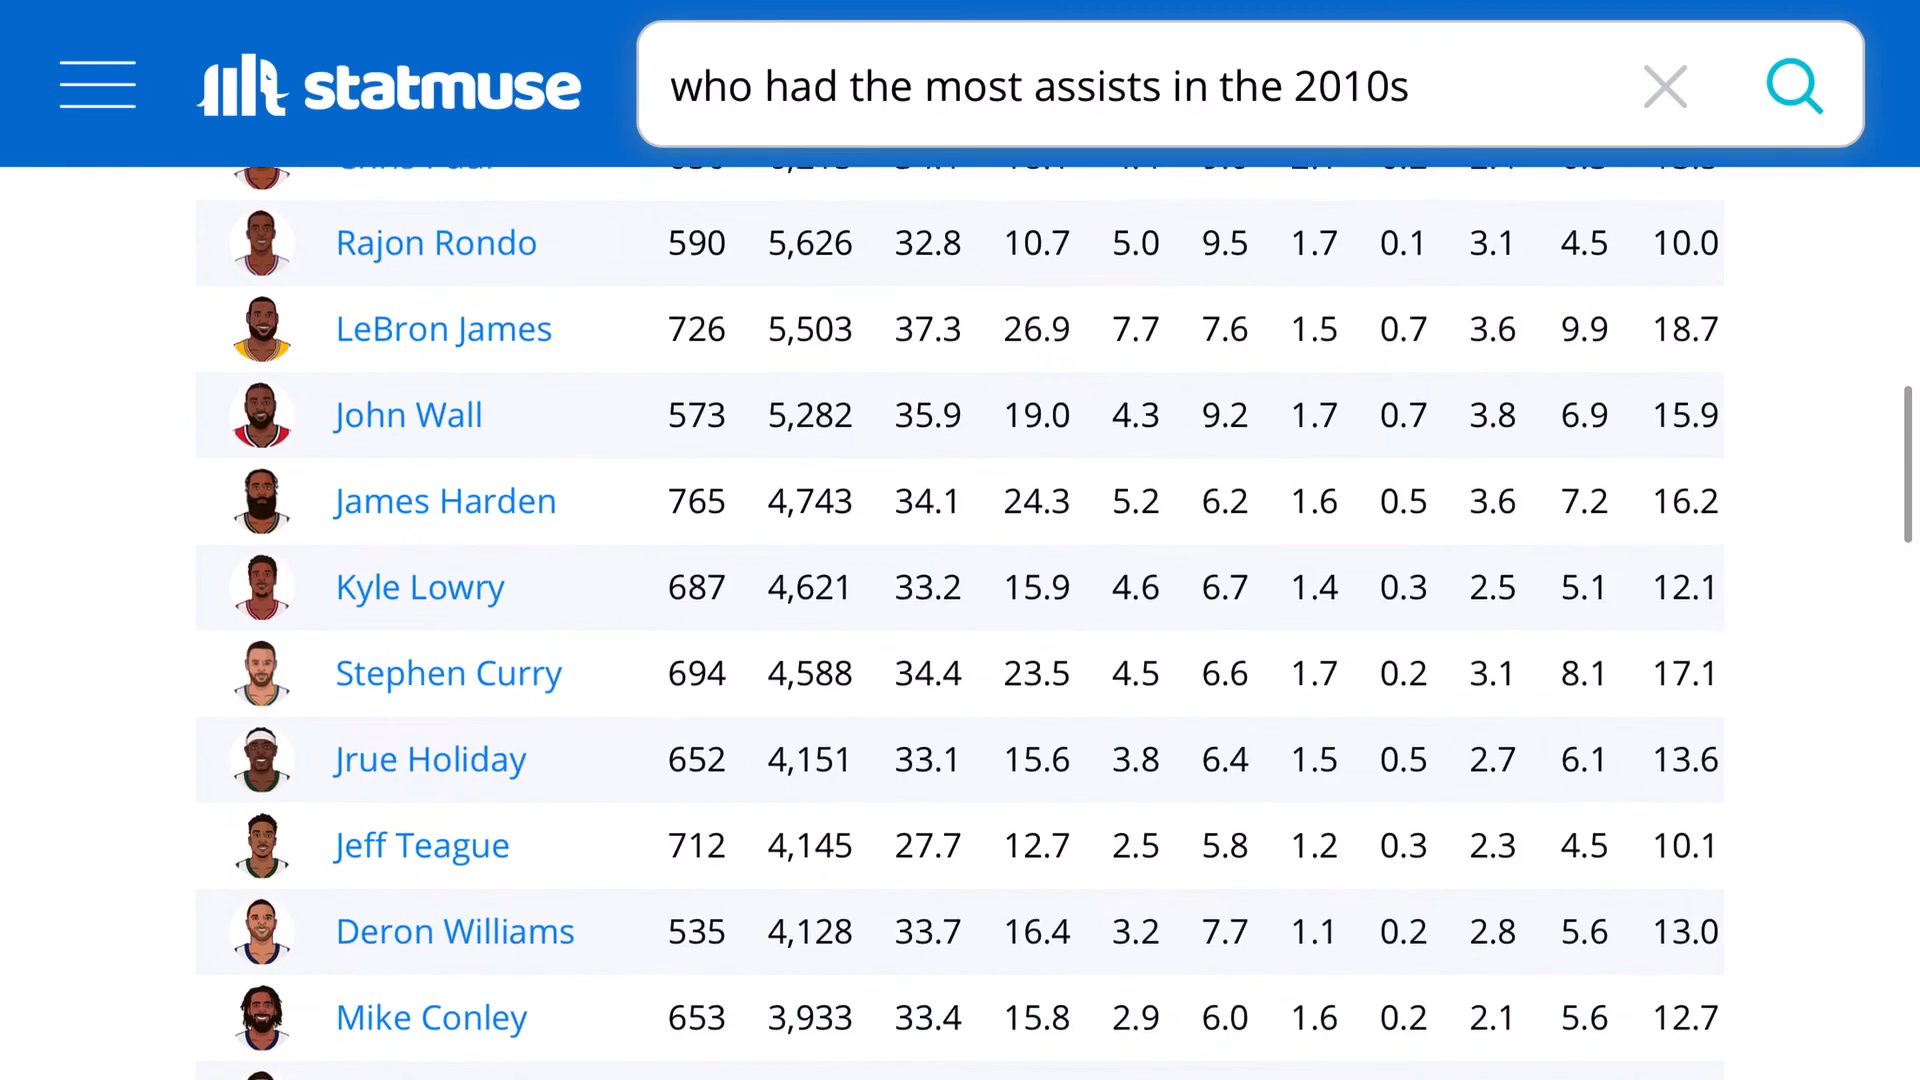 statmuse
who had the most assists in the 2010s
Rajon Rondo 590 5,626 32.8 10.7 5.0 9.5 1.7 0.1 3.1 4.5 10.0
LeBron James 726 5,503 37.3 26.9 7.7 7.6 1.5 0.7 3.6 9.9 18.7
John Wall 573 5,282 35.9 19.0 4.3 9.2 1.7 0.7 3.8 6.9 15.9
James Harden 765 4,743 34.1 24.3 5.2 6.2 1.6 0.5 3.6 7.2 16.2
Kyle Lowry 687 4,621 33.2 15.9 4.6 6.7 1.4 0.3 2.5 5.1 12.1
Stephen Curry 694 4,588 34.4 23.5 4.5 6.6 1.7 0.2 3.1 8.1 17.1
Jrue Holiday 652 4,151 33.1 15.6 3.8 6.4 1.5 0.5 2.7 6.1 13.6
Jeff Teague 712 4,145 27.7 12.7 2.5 5.8 1.2 0.3 2.3 4.5 10.1
Deron Williams 535 4,128 33.7 16.4 3.2 7.7 1.1 0.2 2.8 5.6 13.0
Mike Conley 653 3,933 33.4 15.8 2.9 6.0 1.6 0.2 2.1 5.6 12.7